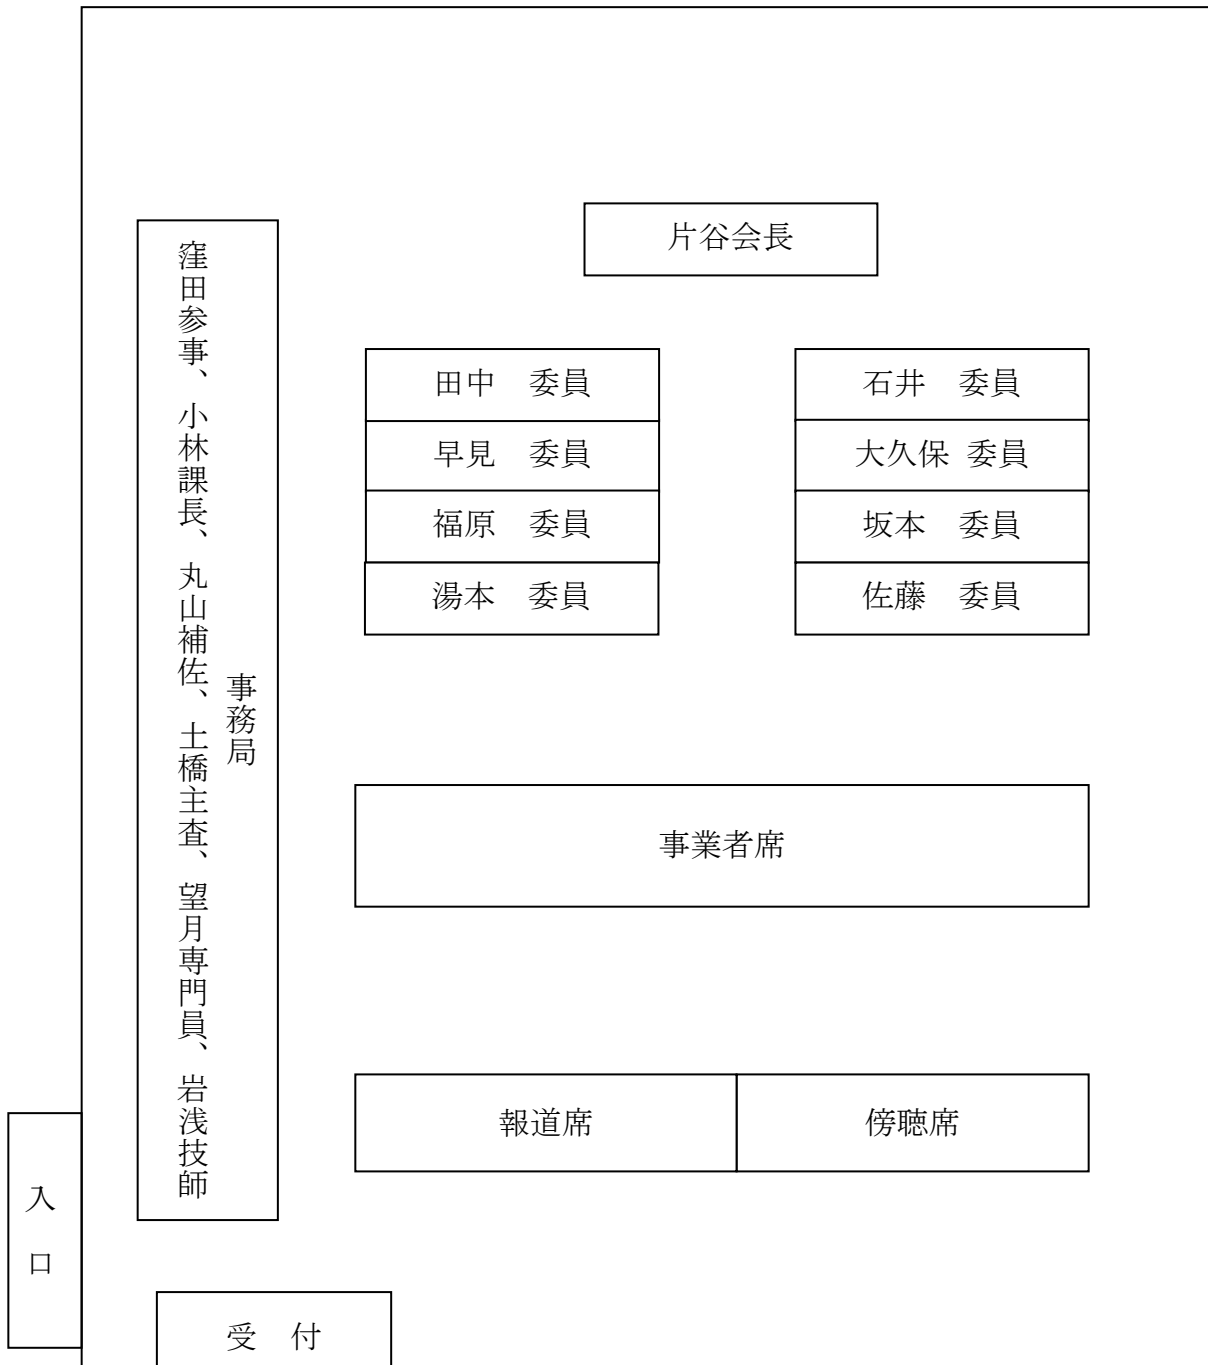 片谷会長
田中　委員
早見　委員
福原　委員
湯本　委員
石井　委員
大久保 委員
坂本　委員
佐藤　委員
事務局
窪田参事、小林課長、丸山補佐、土橋主査、望月専門員、岩浅技師
事業者席
報道席
傍聴席
入口
受　付